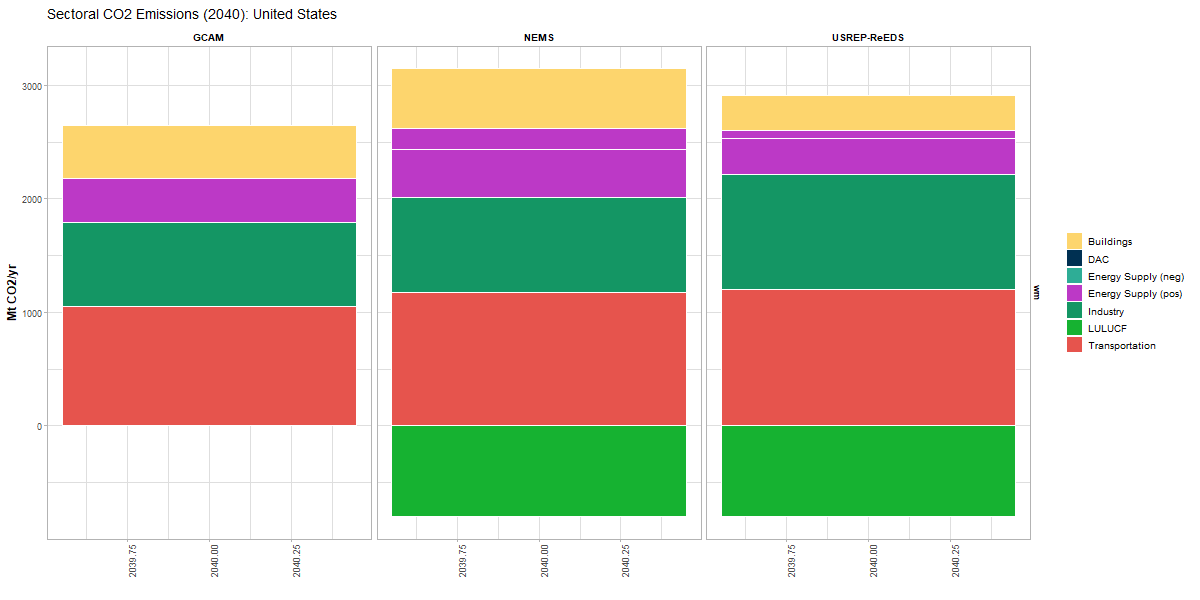 Sectoral CO2 Emissions (2040): United States
GCAM
NEMS
USREP-ReEDS
Mt CO2/yr
3000
2000
1000
0
2039.75
2040.00
2040.25
2039.75
2040.00
2040.25
2039.75
2040.00
2040.25
wm
Buildings
DAC
Energy Supply (neg)
Energy Supply (pos)
Industry
LULUCF
Transportation